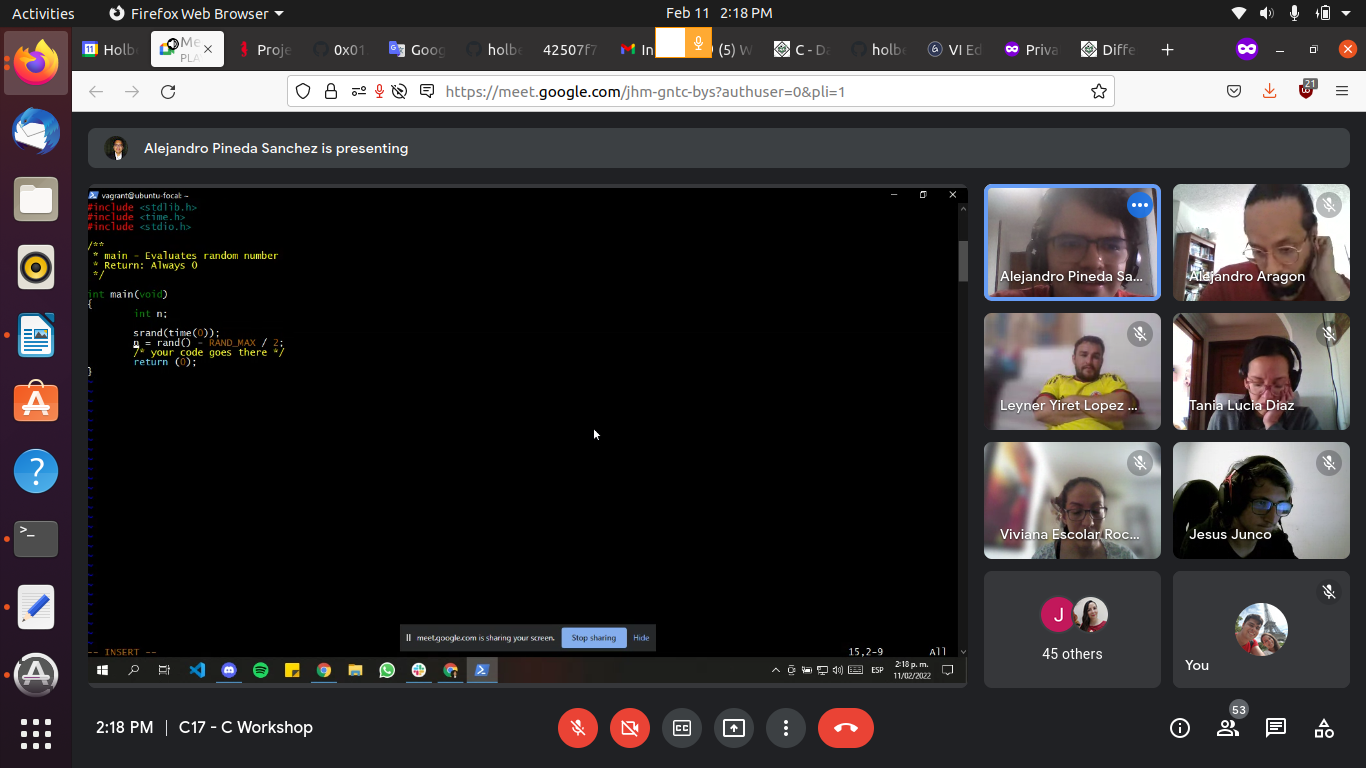 Activities
Firefox Web Browser
Feb 11 2:18 PM
Holb
Me
PLA
Proje
0x01.
Goog
holbe
42507f7
In
(5) W
C - Da
holbe
VI Ed
Priva
Diffe
https://meet.google.com/jhm-gntc-bys?authuser=0&pli=1
21
Alejandro Pineda Sanchez is presenting
vagrant@ubuntu-focal: ~
#include <stdlib.h>
#include <time.h>
#include <stdio.h>
/**
* main - Evaluates random number
* Return: Always 0
*/
int main(void)
{
int n;
srand(time(0));
n = rand() - RAND_MAX / 2;
/* your code goes there */
return (0);
}
-- INSERT --
15,2-9
All
meet.google.com is sharing your screen.
Stop sharing
Hide
ESP
2:18 p. m.
11/02/2022
Alejandro Pineda Sa...
Alejandro Aragon
Leyner Yiret Lopez ...
Tania Lucia Diaz
Viviana Escolar Roc...
Jesus Junco
J
45 others
You
2:18 PM | C17 - C Workshop
CC
53